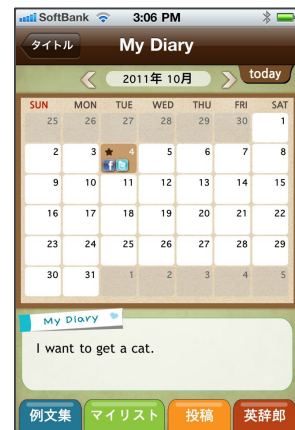 SoftBank 3:06 PM
タイトル My Diary
2011年 10月 today
SUN MON TUE WED THU FRI SAT
25 26 27 28 29 30 1
2 3 4 5 6 7 8
9 10 11 12 13 14 15
16 17 18 19 20 21 22
23 24 25 26 27 28 29
30 31 1 2 3 4 5
My Diary
I want to get a cat.
例文集 マイリスト 投稿 英辞郎